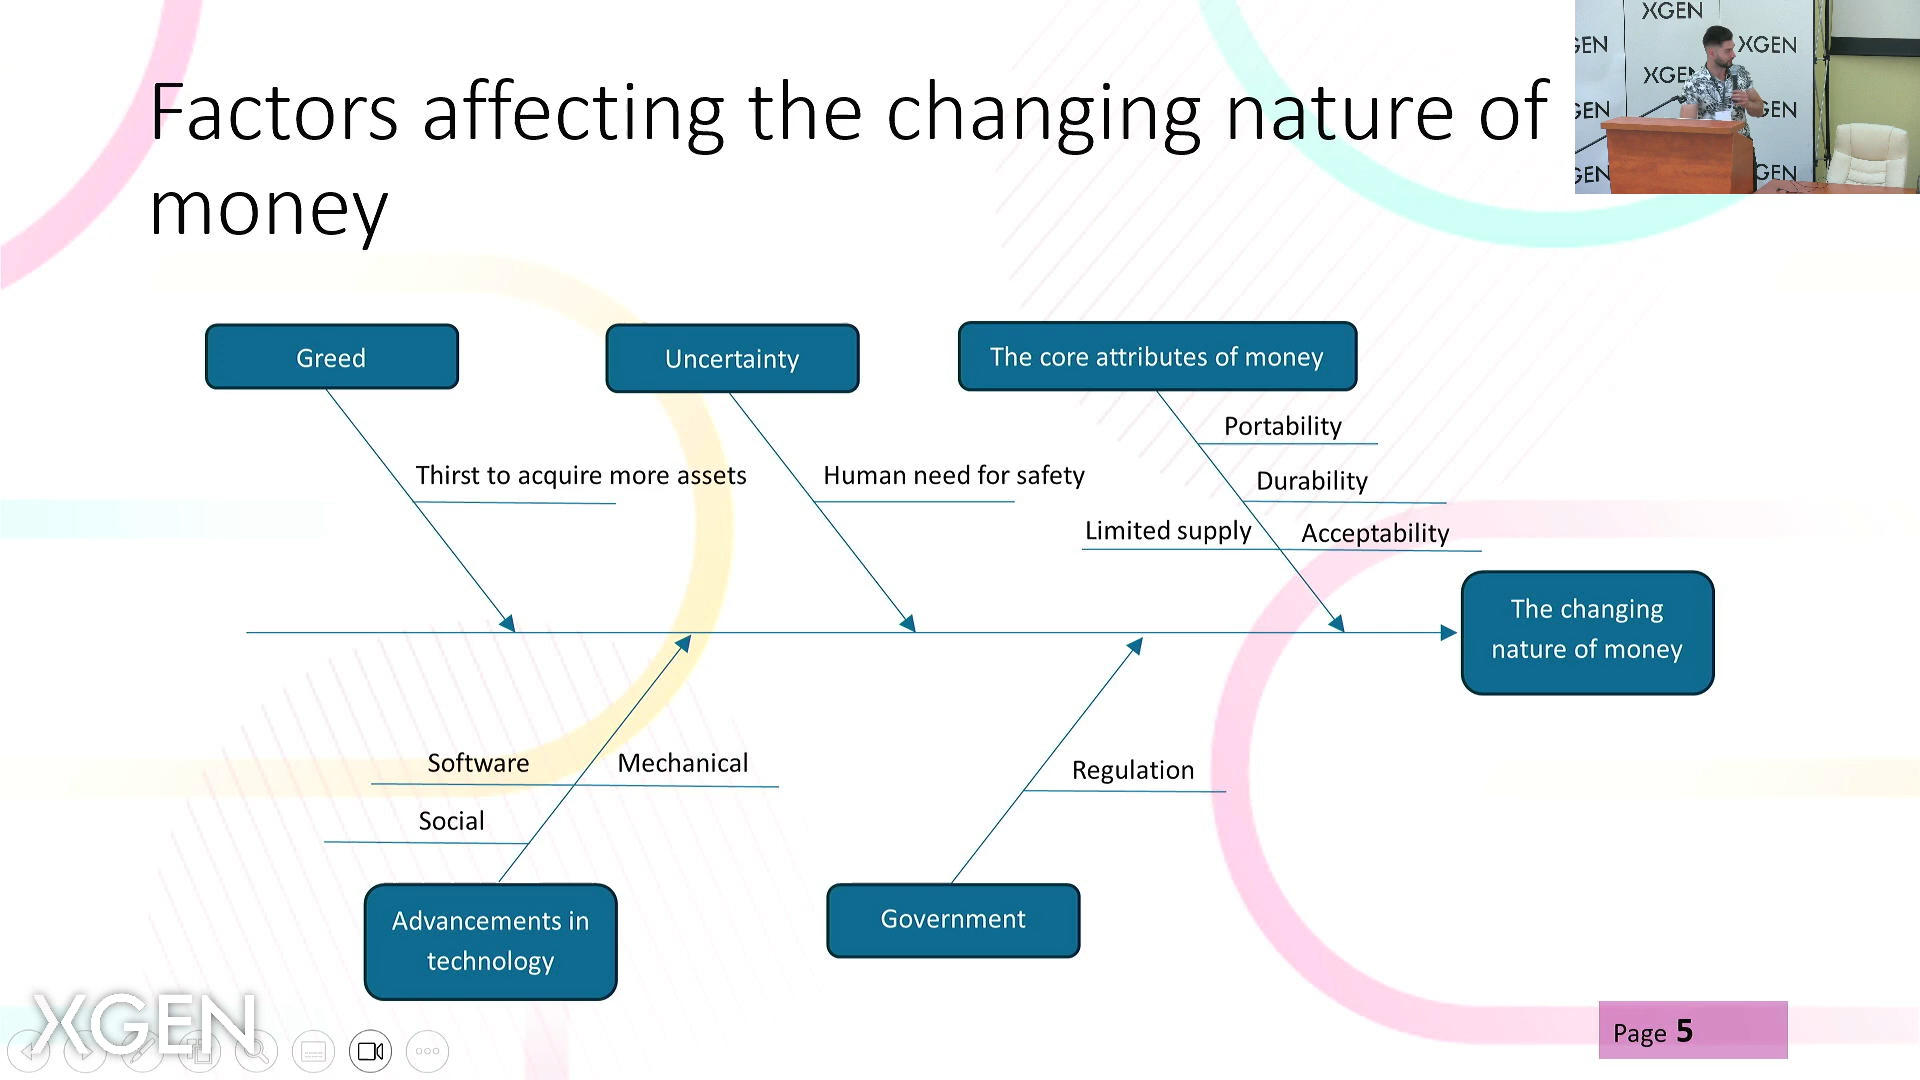 Factors affecting the changing nature of
money
XGEN
XGEN
XGEN
Greed
Uncertainty
The core attributes of money
Portability
Thirst to acquire more assets
Human need for safety
Durability
Limited supply
Acceptability
The changing
nature of money
Software
Mechanical
Regulation
Social
Advancements in
technology
Government
XGEN
Page 5